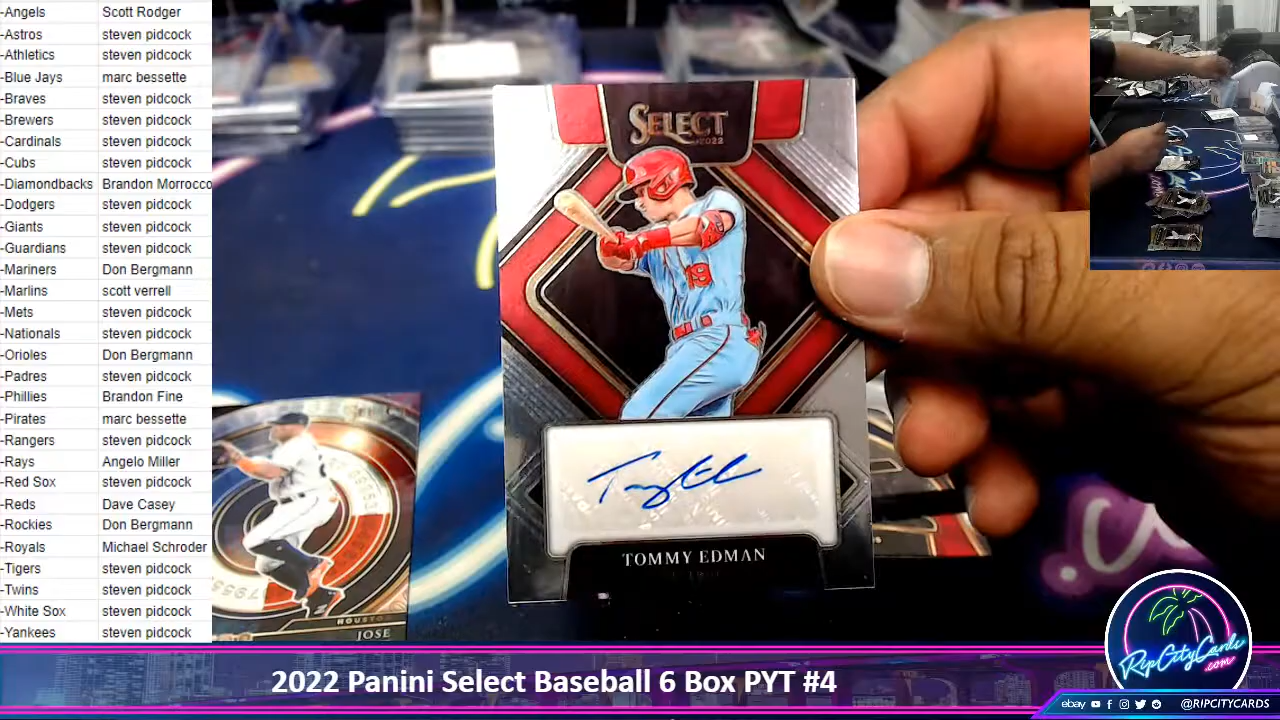 -Angels Scott Rodger
-Astros steven pidcock
-Athletics steven pidcock
-Blue Jays marc bessette
-Braves steven pidcock
-Brewers steven pidcock
-Cardinals steven pidcock
-Cubs steven pidcock
-Diamondbacks Brandon Morrocco
-Dodgers steven pidcock
-Giants steven pidcock
-Guardians steven pidcock
-Mariners Don Bergmann
-Marlins scott verrell
-Mets steven pidcock
-Nationals steven pidcock
-Orioles Don Bergmann
-Padres steven pidcock
-Phillies Brandon Fine
-Pirates marc bessette
-Rangers steven pidcock
-Rays Angelo Miller
-Red Sox steven pidcock
-Reds Dave Casey
-Rockies Don Bergmann
-Royals Michael Schroder
-Tigers steven pidcock
-Twins steven pidcock
-White Sox steven pidcock
-Yankees steven pidcock
SELECT
2022
19
TOMMY EDMAN
HOUSTO
JOSE
RipCityCards
.com
2022 Panini Select Baseball 6 Box PYT #4
ebay
@RIPCITYCARDS